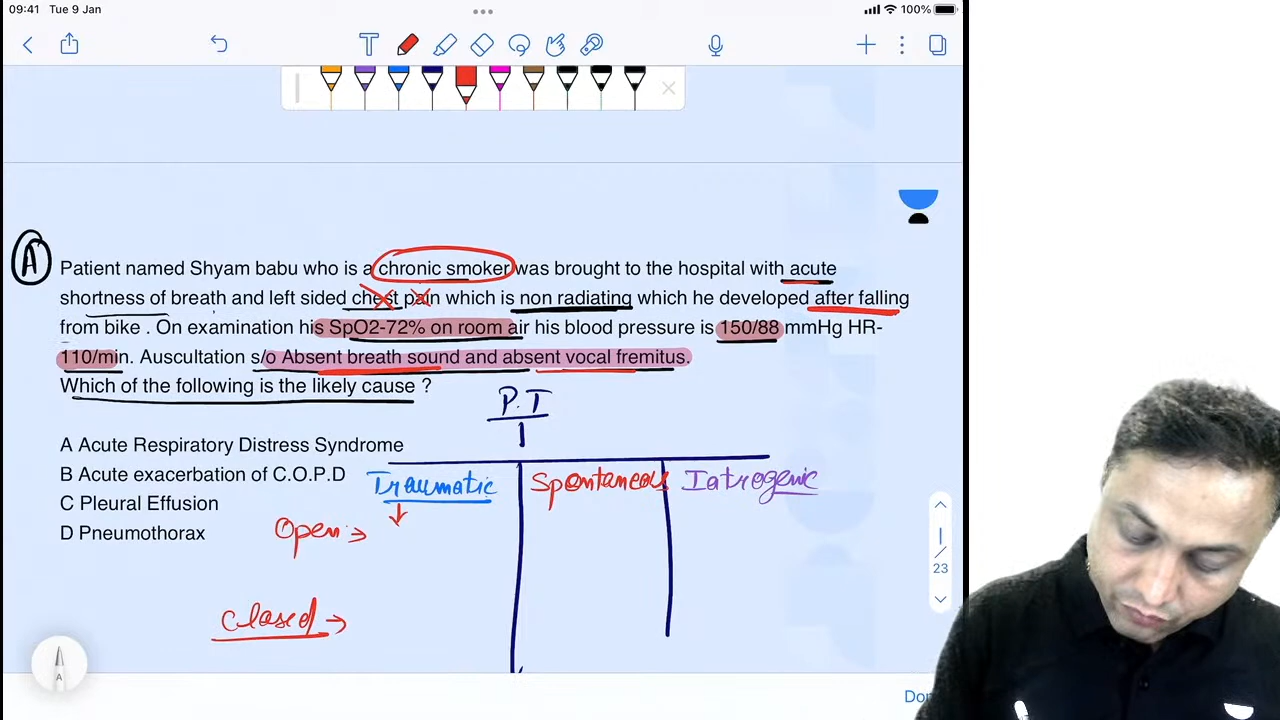 09:41 Tue 9 Jan
100%
T
A
Patient named Shyam babu who is a chronic smoker was brought to the hospital with acute
shortness of breath and left sided chest pain which is non radiating which he developed after falling
from bike . On examination his SpO2-72% on room air his blood pressure is 150/88 mmHg HR-
110/min. Auscultation s/o Absent breath sound and absent vocal fremitus.
Which of the following is the likely cause ?
P.T
A Acute Respiratory Distress Syndrome
B Acute exacerbation of C.O.P.D
C Pleural Effusion
D Pneumothorax
Traumatic Spontaneous Iatrogenic
Open →
Closed →
1
/
23
A
Don